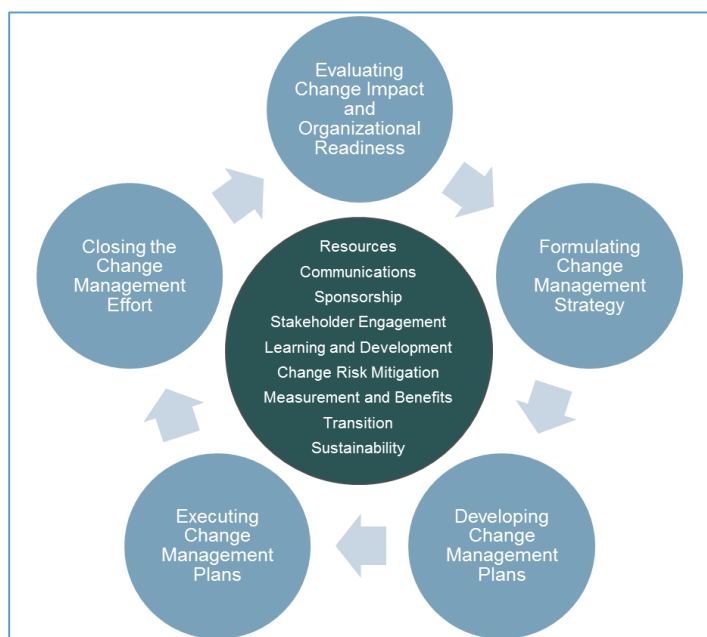 Evaluating
Change Impact
and
Organizational
Readiness
Formulating
Change
Management
Strategy
Developing
Change
Management
Plans
Executing
Change
Management
Plans
Closing the
Change
Management
Effort
Resources
Communications
Sponsorship
Stakeholder Engagement
Learning and Development
Change Risk Mitigation
Measurement and Benefits
Transition
Sustainability